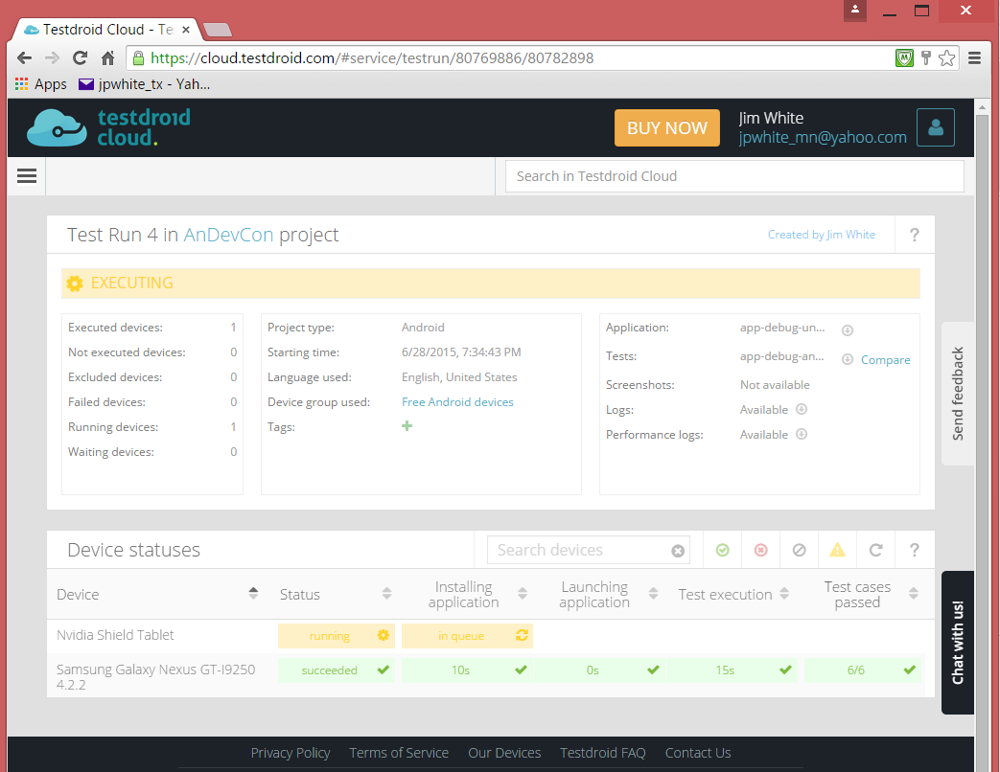 Testdroid Cloud - Te
https://cloud.testdroid.com/#service/testrun/80769886/80782898
Apps jpwhite_tx - Yah...
testdroid
cloud.
BUY NOW
Jim White
jpwhite_mn@yahoo.com
Search in Testdroid Cloud
Test Run 4 in AnDevCon project
Created by Jim White
?
EXECUTING
Executed devices: 1
Not executed devices: 0
Excluded devices: 0
Failed devices: 0
Running devices: 1
Waiting devices: 0
Project type: Android
Starting time: 6/28/2015, 7:34:43 PM
Language used: English, United States
Device group used: Free Android devices
Tags: +
Application: app-debug-un...
Tests: app-debug-an... Compare
Screenshots: Not available
Logs: Available
Performance logs: Available
Send feedback
Device statuses
Search devices
?
Device Status Installing application Launching application Test execution Test cases passed
Nvidia Shield Tablet running in queue
Samsung Galaxy Nexus GT-I9250 succeeded 10s 0s 15s 6/6
4.2.2
Chat with us!
Privacy Policy Terms of Service Our Devices Testdroid FAQ Contact Us